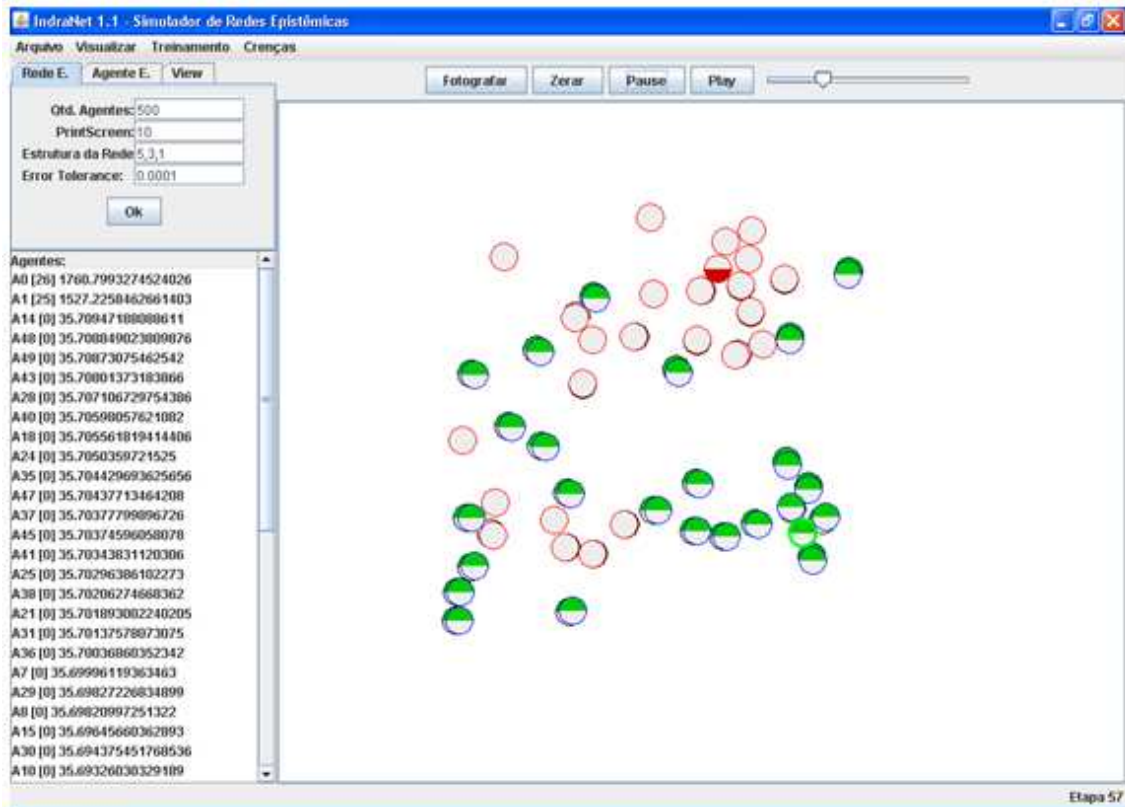 IndraNet 1.1 - Simulador de Redes Epistêmicas
Arquivo Visualizar Treinamento Crenças
Rede E. Agente E. View
Fotografar Zerar Pause Play
Qtd. Agentes: 500
PrintScreen: 10
Estrutura da Rede 5,3,1
Error Tolerance: 0.0001
Ok
Agentes:
A0 [26] 1760.7993274524026
A1 [25] 1527.2258462661403
A14 [0] 35.70947188088611
A48 [0] 35.708849023809876
A49 [0] 35.70873075462542
A43 [0] 35.70801373183866
A28 [0] 35.707106729754386
A40 [0] 35.70598057621082
A18 [0] 35.705561819414406
A24 [0] 35.7050359721525
A35 [0] 35.704429693625656
A47 [0] 35.70437713464208
A37 [0] 35.70377799896726
A45 [0] 35.70374596058078
A41 [0] 35.70343831120306
A25 [0] 35.70296386102273
A38 [0] 35.70206274668362
A21 [0] 35.701893002240205
A31 [0] 35.70137578073075
A36 [0] 35.70036860352342
A7 [0] 35.69996119363463
A29 [0] 35.69827226834899
A8 [0] 35.69820997251322
A15 [0] 35.69645660362893
A30 [0] 35.694375451768536
A10 [0] 35.69326030329189
Etapa 57